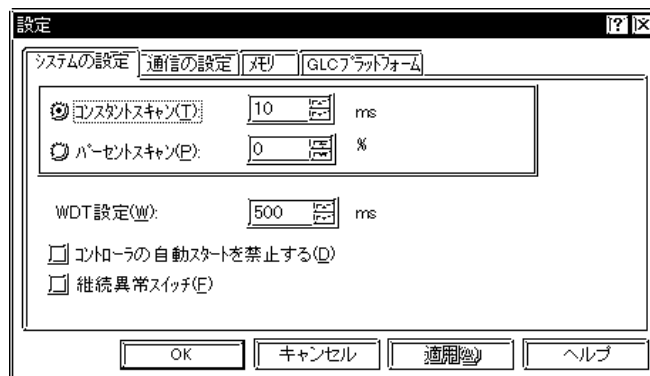 設定
システムの設定 通信の設定 メモリ GLCプラットフォーム
コンスタントスキャン(T): 10 ms
パーセントスキャン(P): 0 %
WDT設定(W): 500 ms
コントローラの自動スタートを禁止する(D)
継続異常スイッチ(F)
OK キャンセル 適用(A) ヘルプ